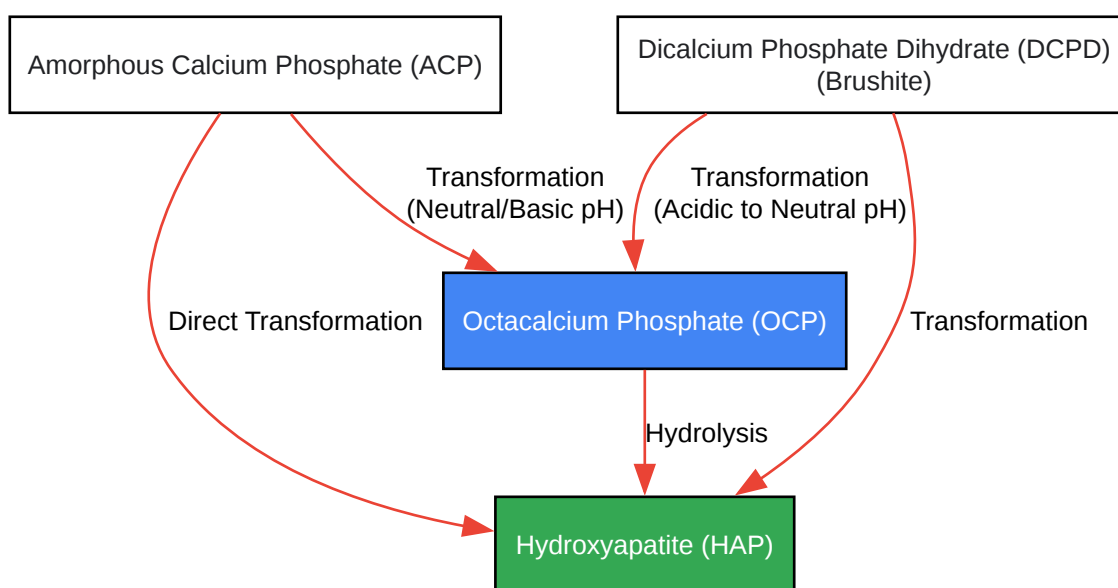 Amorphous Calcium Phosphate (ACP)
Dicalcium Phosphate Dihydrate (DCPD)
(Brushite)
Transformation
(Neutral/Basic pH)
Transformation
(Acidic to Neutral pH)
Direct Transformation
Octacalcium Phosphate (OCP)
Transformation
Hydrolysis
Hydroxyapatite (HAP)